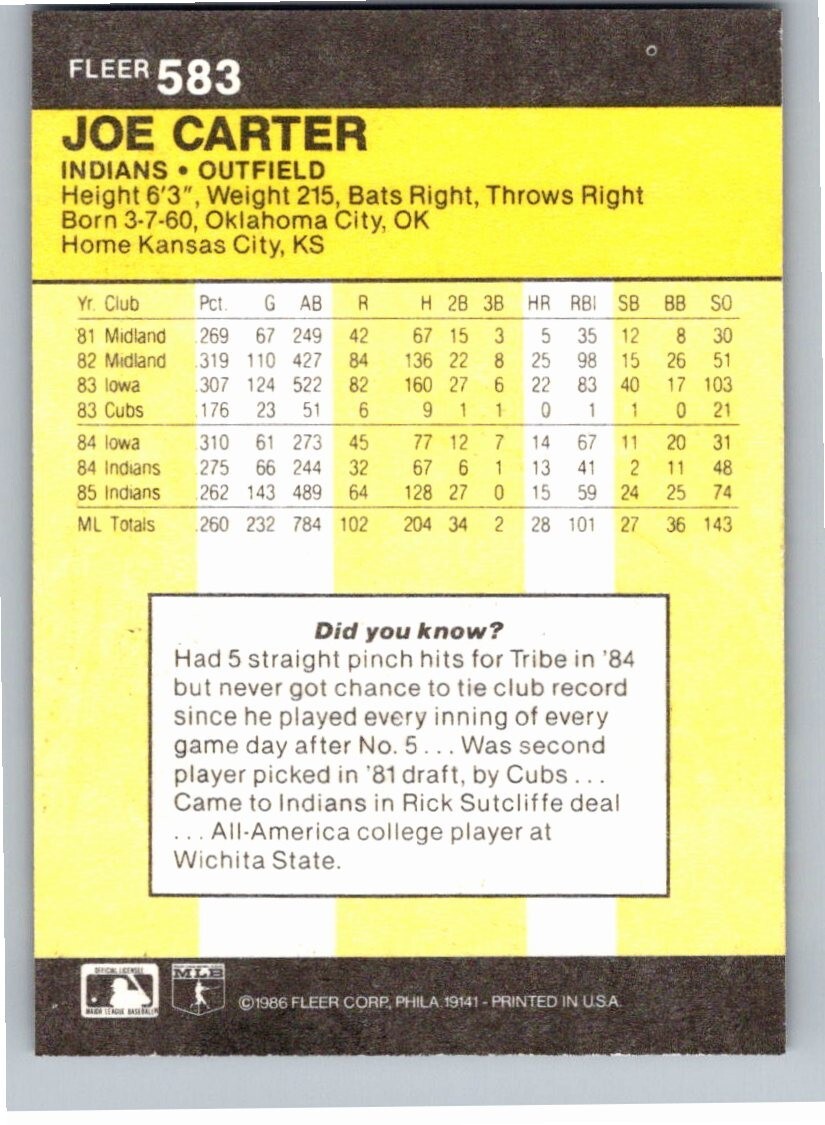 FLEER 583
JOE CARTER
INDIANS • OUTFIELD
Height 6'3", Weight 215, Bats Right, Throws Right
Born 3-7-60, Oklahoma City, OK
Home Kansas City, KS
Yr. Club Pct. G AB R H 2B 3B HR RBI SB BB SO
81 Midland .269 67 249 42 67 15 3 5 35 12 8 30
82 Midland .319 110 427 84 136 22 8 25 98 15 26 51
83 Iowa .307 124 522 82 160 27 6 22 83 40 17 103
83 Cubs .176 23 51 6 9 1 1 0 1 1 0 21
84 Iowa .310 61 273 45 77 12 7 14 67 11 20 31
84 Indians .275 66 244 32 67 6 1 13 41 2 11 48
85 Indians .262 143 489 64 128 27 0 15 59 24 25 74
ML Totals .260 232 784 102 204 34 2 28 101 27 36 143
Did you know?
Had 5 straight pinch hits for Tribe in '84
but never got chance to tie club record
since he played every inning of every
game day after No. 5 . . . Was second
player picked in '81 draft, by Cubs . . .
Came to Indians in Rick Sutcliffe deal
. . . All-America college player at
Wichita State.
OFFICIAL LICENSEE
MAJOR LEAGUE BASEBALL
MLB
©1986 FLEER CORP., PHILA. 19141 - PRINTED IN U.S.A.